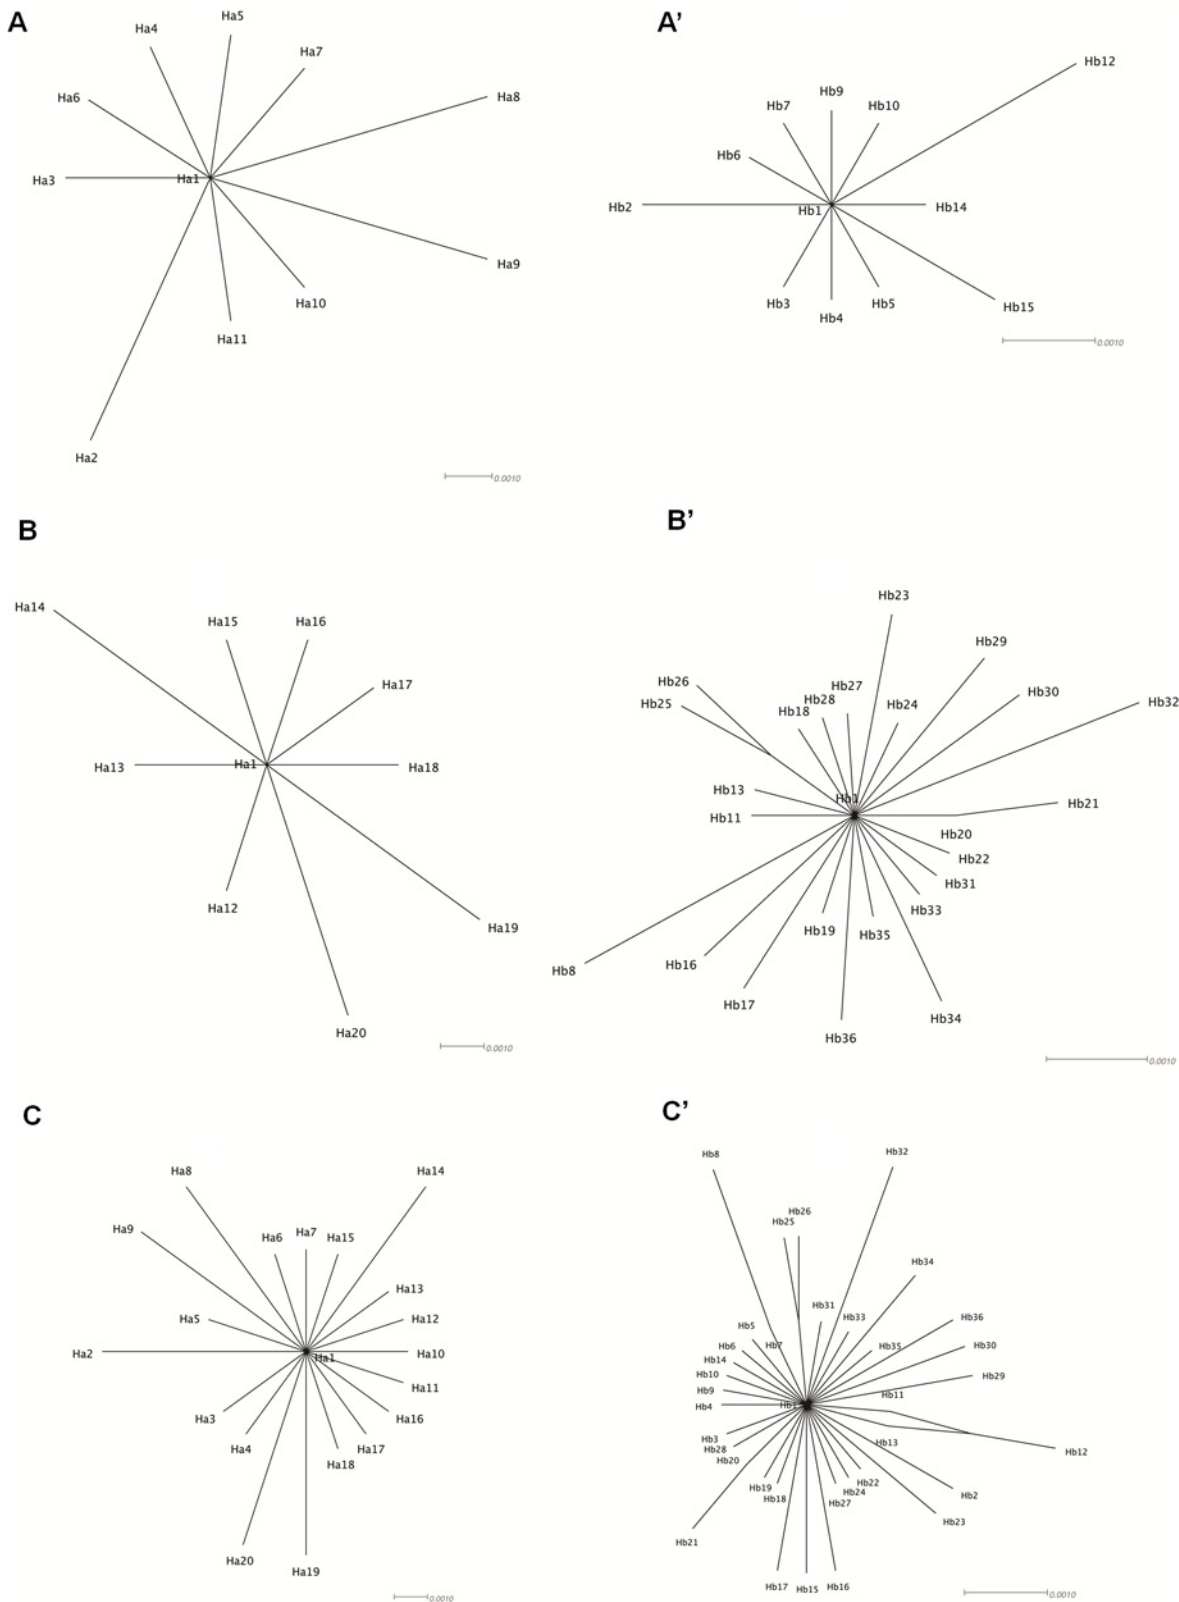 A
Ha5
Ha4
Ha7
Ha6
Ha8
Ha3
Ha1
Ha9
Ha10
Ha11
Ha2
0.0010
A’
Hb12
Hb9
Hb7
Hb10
Hb6
Hb2
Hb1
Hb14
Hb3
Hb5
Hb15
Hb4
0.0010
B
Ha14
Ha15
Ha16
Ha17
Ha13
Ha1
Ha18
Ha12
Ha19
Ha20
0.0010
B’
Hb23
Hb29
Hb26
Hb27
Hb30
Hb25
Hb28
Hb24
Hb32
Hb18
Hb13
Hb1
Hb21
Hb11
Hb20
Hb22
Hb31
Hb33
Hb19
Hb35
Hb8
Hb16
Hb17
Hb34
Hb36
0.0010
C
Ha8
Ha14
Ha9
Ha7
Ha6
Ha15
Ha13
Ha5
Ha12
Ha2
Ha1
Ha10
Ha11
Ha3
Ha16
Ha4
Ha17
Ha18
Ha20
Ha19
0.0010
C’
Hb8
Hb32
Hb26
Hb25
Hb34
Hb31
Hb36
Hb5
Hb33
Hb6
Hb7
Hb35
Hb30
Hb14
Hb10
Hb29
Hb9
Hb11
Hb4
Hb1
Hb3
Hb13
Hb28
Hb12
Hb20
Hb22
Hb19
Hb24
Hb2
Hb18
Hb27
Hb23
Hb21
Hb17
Hb15
Hb16
0.0010